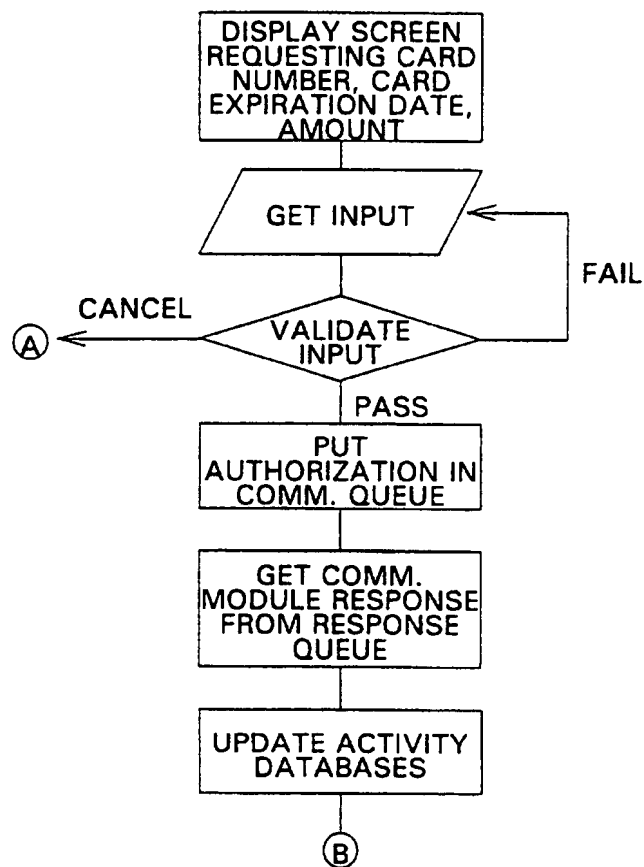 DISPLAY SCREEN
REQUESTING CARD
NUMBER, CARD
EXPIRATION DATE,
AMOUNT
GET INPUT
FAIL
CANCEL
A
VALIDATE
INPUT
PASS
PUT
AUTHORIZATION IN
COMM. QUEUE
GET COMM.
MODULE RESPONSE
FROM RESPONSE
QUEUE
UPDATE ACTIVITY
DATABASES
B